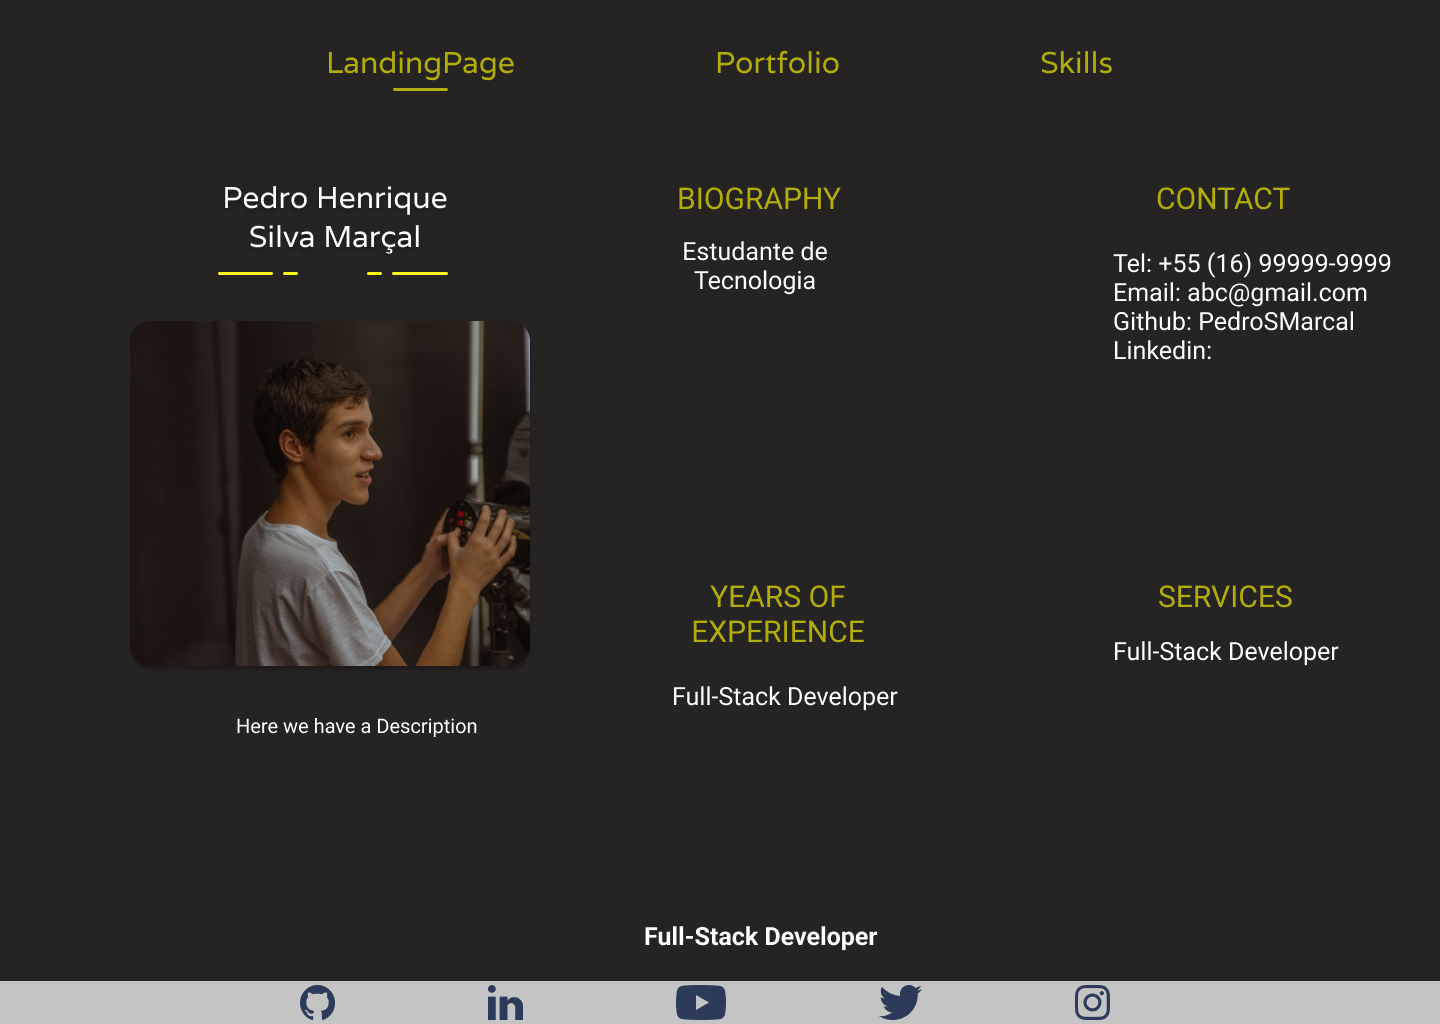 LandingPage
Portfolio
Skills
Pedro Henrique
Silva Marçal
Here we have a Description
BIOGRAPHY
Estudante de
Tecnologia
CONTACT
Tel: +55 (16) 99999-9999
Email: abc@gmail.com
Github: PedroSMarcal
Linkedin:
YEARS OF
EXPERIENCE
Full-Stack Developer
SERVICES
Full-Stack Developer
Full-Stack Developer
in